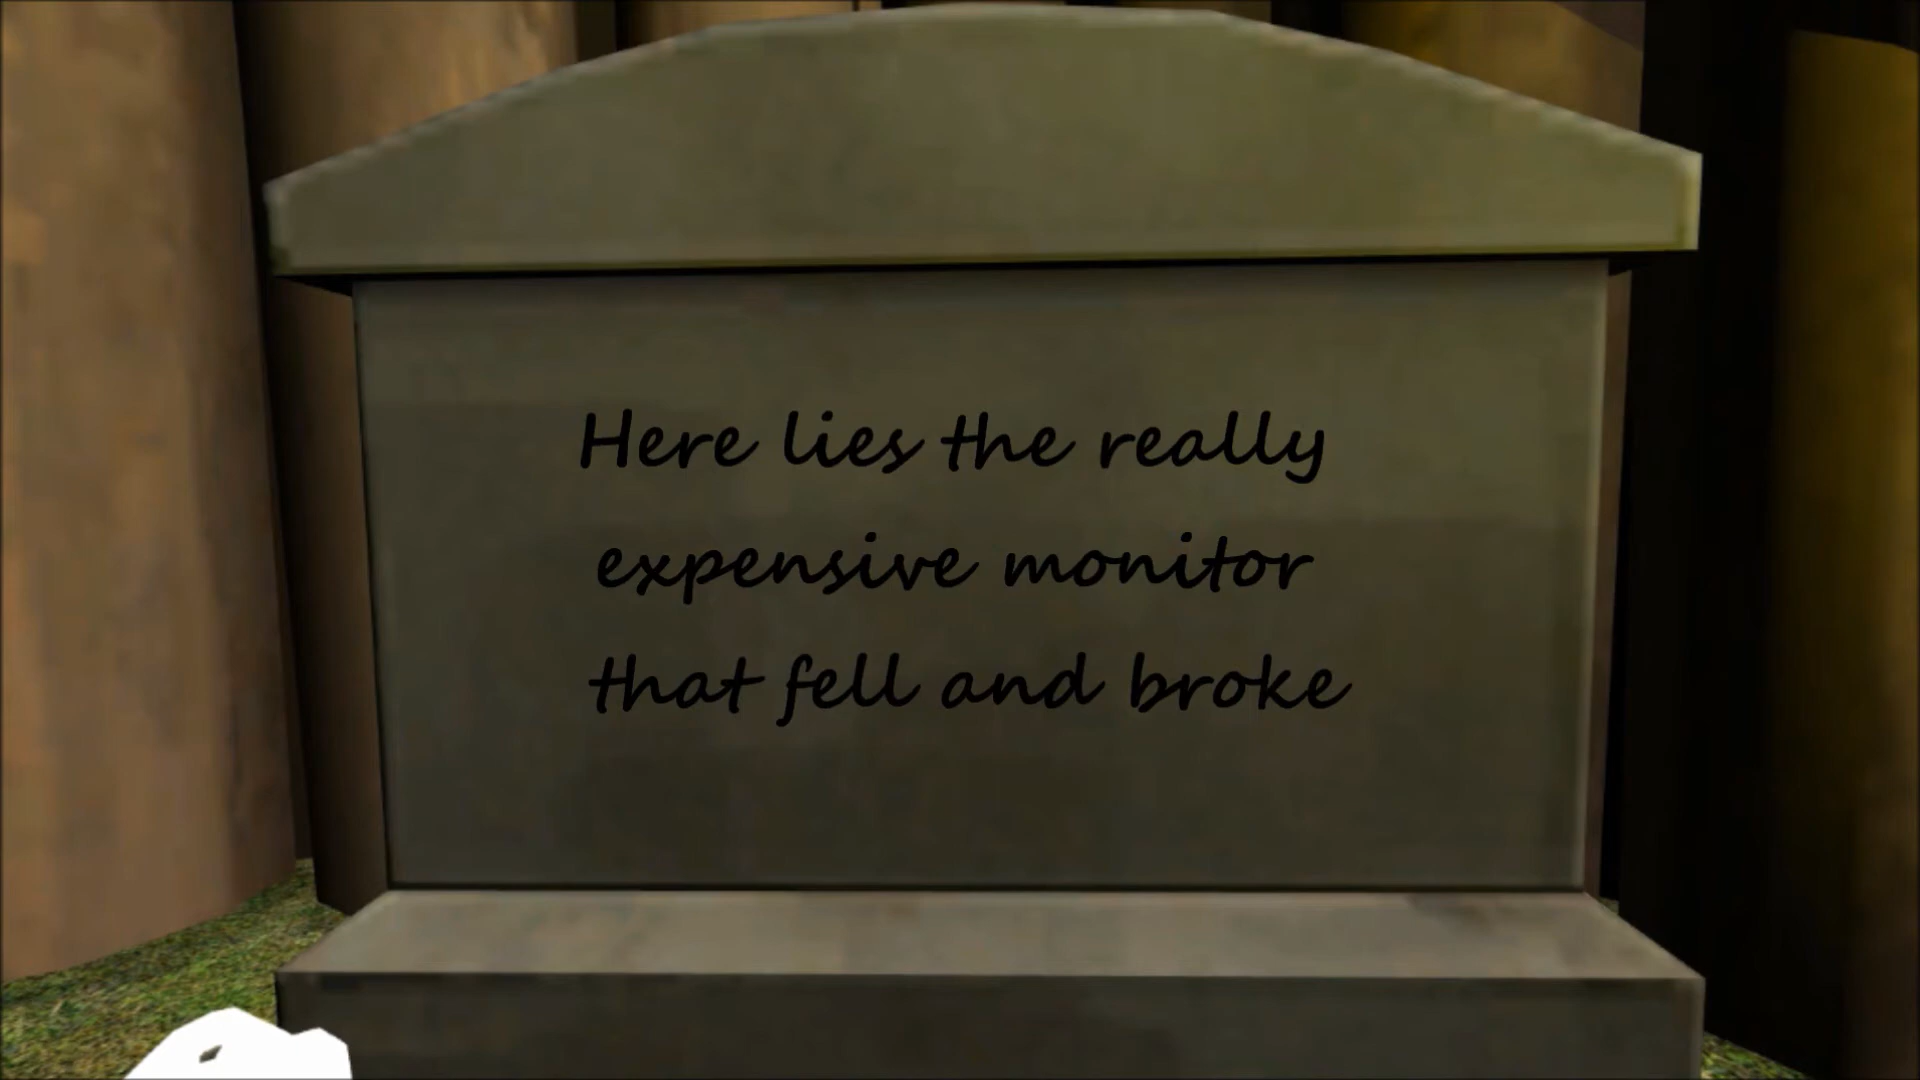 Here lies the really
expensive monitor
that fell and broke